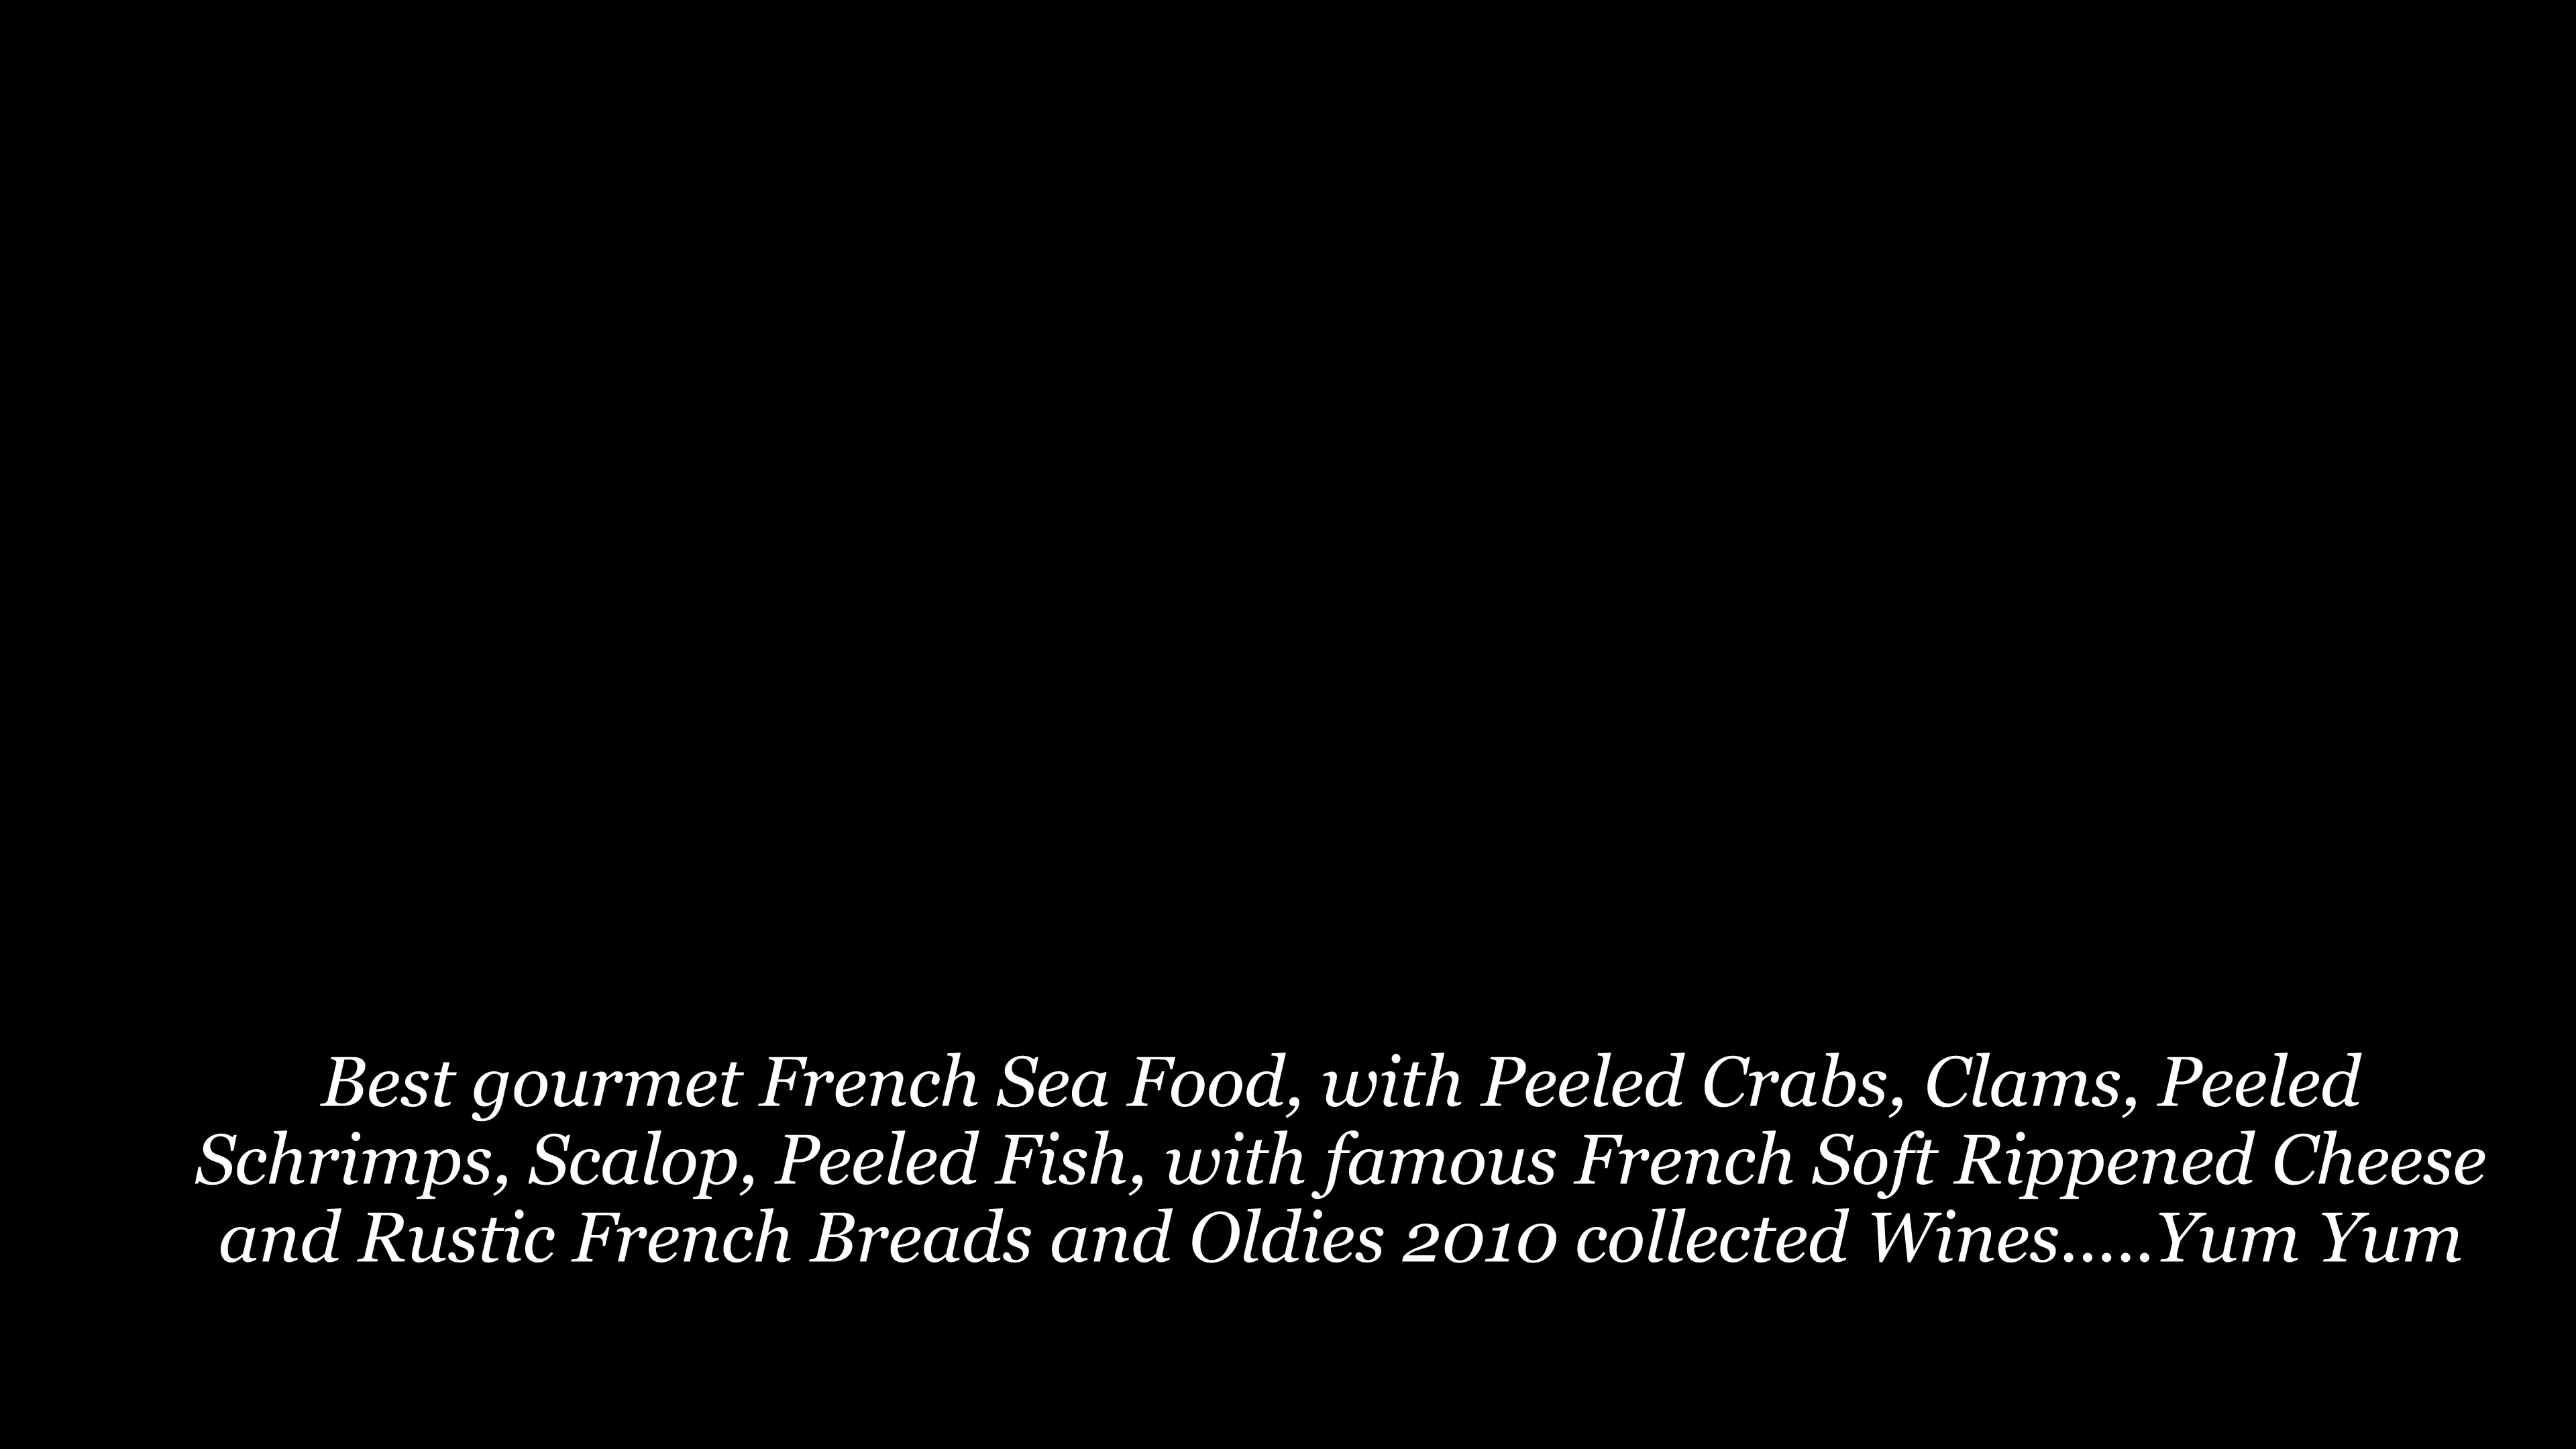 Best gourmet French Sea Food, with Peeled Crabs, Clams, Peeled
Schrimps, Scalop, Peeled Fish, with famous French Soft Rippened Cheese
and Rustic French Breads and Oldies 2010 collected Wines.....Yum Yum